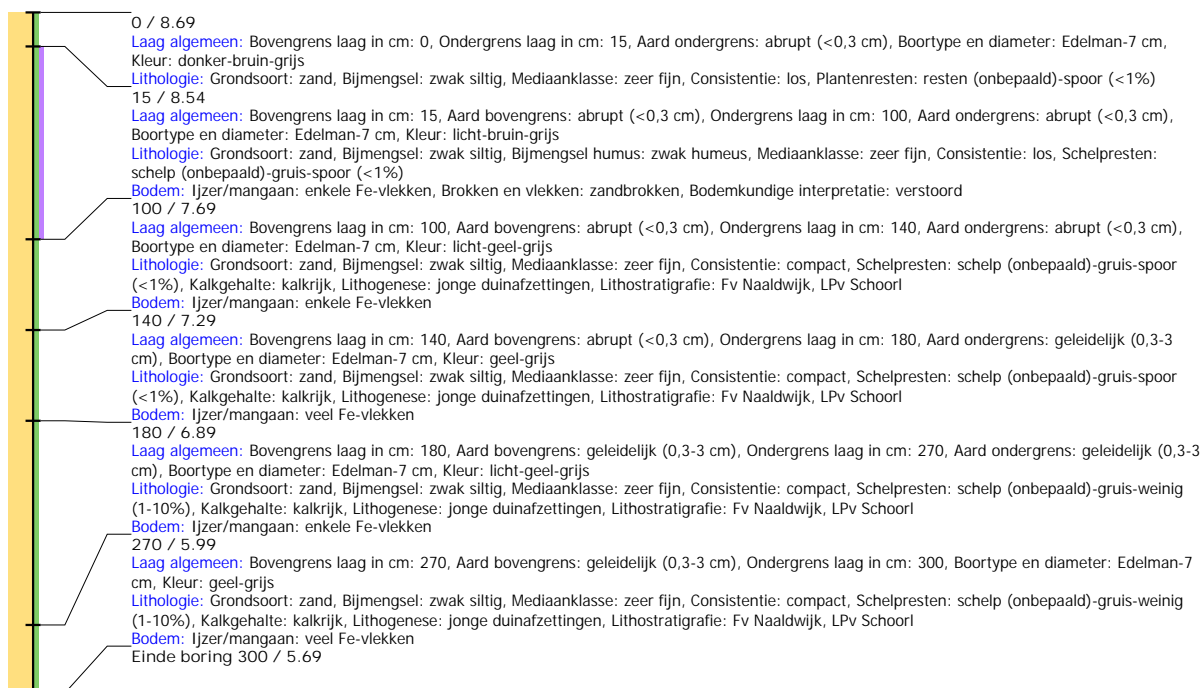 0 / 8.69
Laag algemeen: Bovengrens laag in cm: 0, Ondergrens laag in cm: 15, Aard ondergrens: abrupt (<0,3 cm), Boortype en diameter: Edelman-7 cm,
Kleur: donker-bruin-grijs
Lithologie: Grondsoort: zand, Bijmengsel: zwak siltig, Mediaanklasse: zeer fijn, Consistentie: los, Plantenresten: resten (onbepaald)-spoor (<1%)
15 / 8.54
Laag algemeen: Bovengrens laag in cm: 15, Aard bovengrens: abrupt (<0,3 cm), Ondergrens laag in cm: 100, Aard ondergrens: abrupt (<0,3 cm),
Boortype en diameter: Edelman-7 cm, Kleur: licht-bruin-grijs
Lithologie: Grondsoort: zand, Bijmengsel: zwak siltig, Bijmengsel humus: zwak humeus, Mediaanklasse: zeer fijn, Consistentie: los, Schelpresten:
schelp (onbepaald)-gruis-spoor (<1%)
Bodem: Ijzer/mangaan: enkele Fe-vlekken, Brokken en vlekken: zandbrokken, Bodemkundige interpretatie: verstoord
100 / 7.69
Laag algemeen: Bovengrens laag in cm: 100, Aard bovengrens: abrupt (<0,3 cm), Ondergrens laag in cm: 140, Aard ondergrens: abrupt (<0,3 cm),
Boortype en diameter: Edelman-7 cm, Kleur: licht-geel-grijs
Lithologie: Grondsoort: zand, Bijmengsel: zwak siltig, Mediaanklasse: zeer fijn, Consistentie: compact, Schelpresten: schelp (onbepaald)-gruis-spoor
(<1%), Kalkgehalte: kalkrijk, Lithogenese: jonge duinafzettingen, Lithostratigrafie: Fv Naaldwijk, LPv Schoorl
Bodem: Ijzer/mangaan: enkele Fe-vlekken
140 / 7.29
Laag algemeen: Bovengrens laag in cm: 140, Aard bovengrens: abrupt (<0,3 cm), Ondergrens laag in cm: 180, Aard ondergrens: geleidelijk (0,3-3
cm), Boortype en diameter: Edelman-7 cm, Kleur: geel-grijs
Lithologie: Grondsoort: zand, Bijmengsel: zwak siltig, Mediaanklasse: zeer fijn, Consistentie: compact, Schelpresten: schelp (onbepaald)-gruis-spoor
(<1%), Kalkgehalte: kalkrijk, Lithogenese: jonge duinafzettingen, Lithostratigrafie: Fv Naaldwijk, LPv Schoorl
Bodem: Ijzer/mangaan: veel Fe-vlekken
180 / 6.89
Laag algemeen: Bovengrens laag in cm: 180, Aard bovengrens: geleidelijk (0,3-3 cm), Ondergrens laag in cm: 270, Aard ondergrens: geleidelijk (0,3-3
cm), Boortype en diameter: Edelman-7 cm, Kleur: licht-geel-grijs
Lithologie: Grondsoort: zand, Bijmengsel: zwak siltig, Mediaanklasse: zeer fijn, Consistentie: compact, Schelpresten: schelp (onbepaald)-gruis-weinig
(1-10%), Kalkgehalte: kalkrijk, Lithogenese: jonge duinafzettingen, Lithostratigrafie: Fv Naaldwijk, LPv Schoorl
Bodem: Ijzer/mangaan: enkele Fe-vlekken
270 / 5.99
Laag algemeen: Bovengrens laag in cm: 270, Aard bovengrens: geleidelijk (0,3-3 cm), Ondergrens laag in cm: 300, Boortype en diameter: Edelman-7
cm, Kleur: geel-grijs
Lithologie: Grondsoort: zand, Bijmengsel: zwak siltig, Mediaanklasse: zeer fijn, Consistentie: compact, Schelpresten: schelp (onbepaald)-gruis-weinig
(1-10%), Kalkgehalte: kalkrijk, Lithogenese: jonge duinafzettingen, Lithostratigrafie: Fv Naaldwijk, LPv Schoorl
Bodem: Ijzer/mangaan: veel Fe-vlekken
Einde boring 300 / 5.69